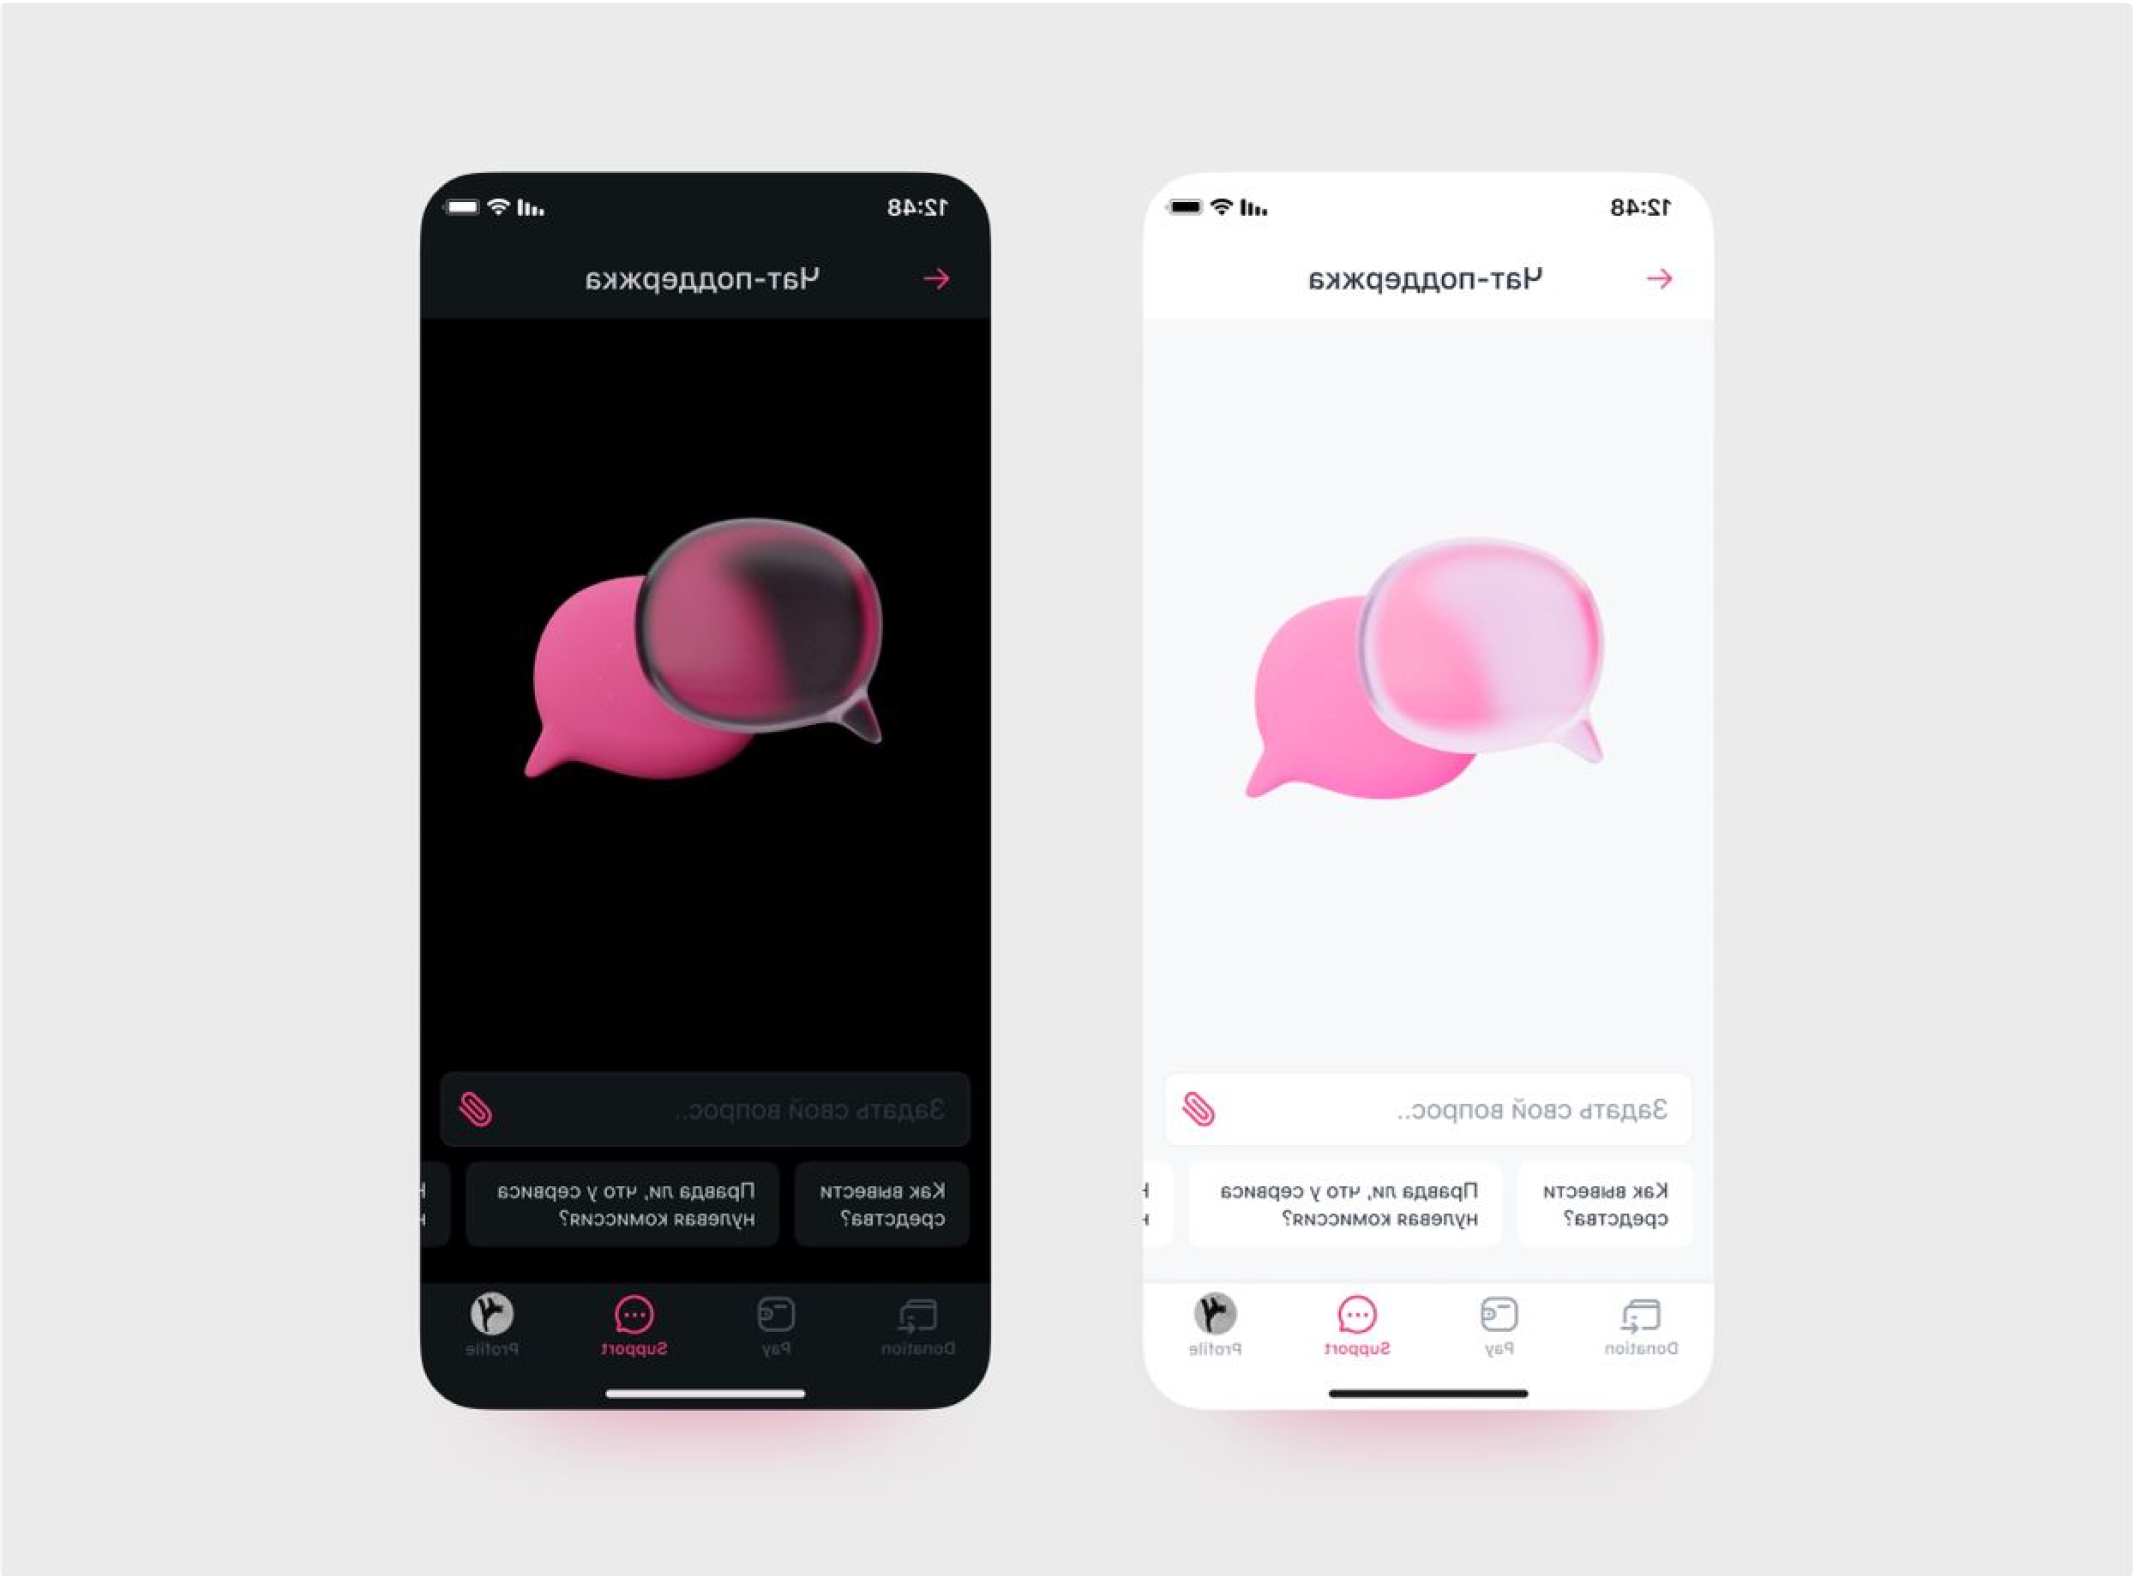 12:48
Чат-поддержка
Задать свой вопрос..
Как вывести
средства?
Правда ли, что у сервиса
нулевая комиссия?
Donation
Pay
Support
Profile
12:48
Чат-поддержка
Задать свой вопрос..
Как вывести
средства?
Правда ли, что у сервиса
нулевая комиссия?
Donation
Pay
Support
Profile